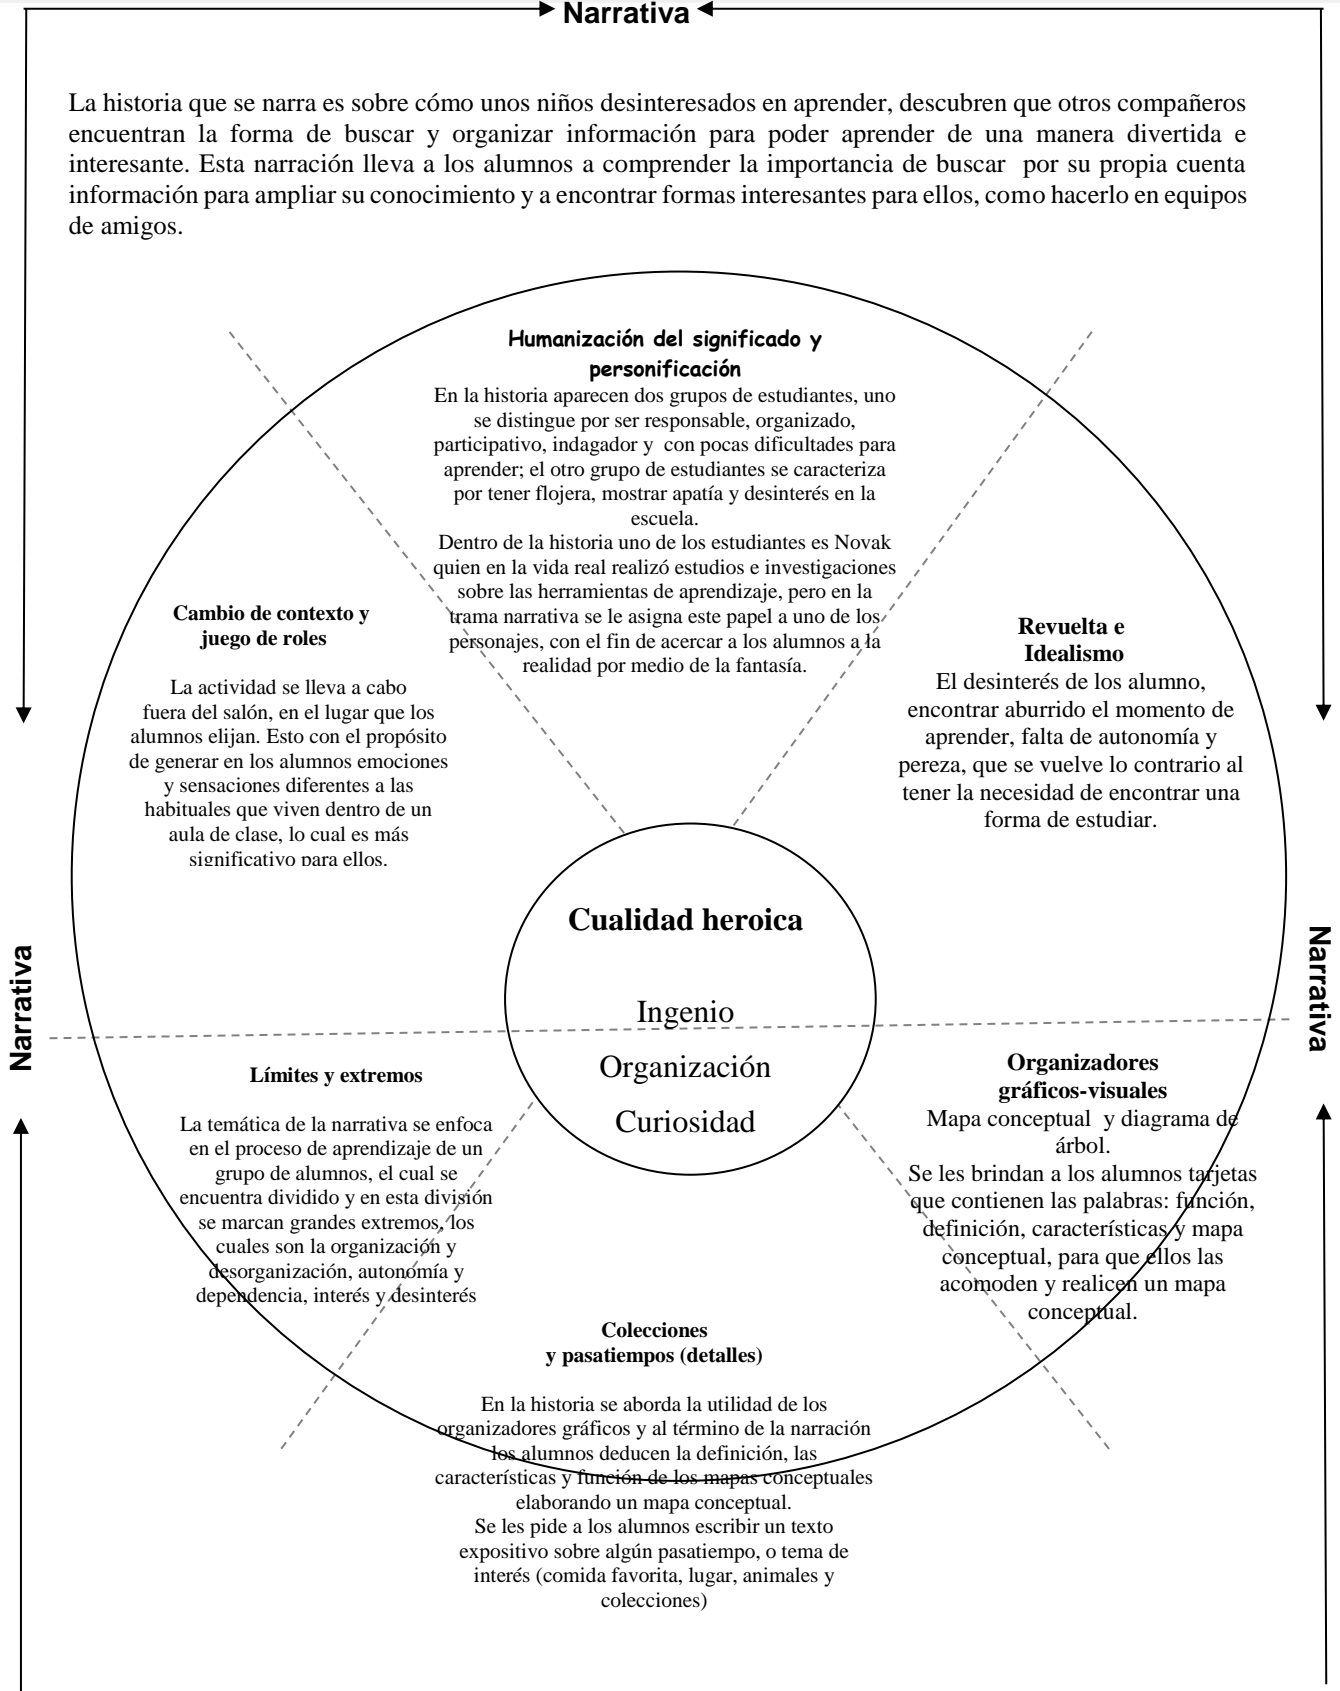 Narrativa
La historia que se narra es sobre cómo unos niños desinteresados en aprender, descubren que otros compañeros
encuentran la forma de buscar y organizar información para poder aprender de una manera divertida e
interesante. Esta narración lleva a los alumnos a comprender la importancia de buscar por su propia cuenta
información para ampliar su conocimiento y a encontrar formas interesantes para ellos, como hacerlo en equipos
de amigos.
Humanización del significado y
personificación
En la historia aparecen dos grupos de estudiantes, uno
se distingue por ser responsable, organizado,
participativo, indagador y con pocas dificultades para
aprender; el otro grupo de estudiantes se caracteriza
por tener flojera, mostrar apatía y desinterés en la
escuela.
Dentro de la historia uno de los estudiantes es Novak
quien en la vida real realizó estudios e investigaciones
sobre las herramientas de aprendizaje, pero en la
trama narrativa se le asigna este papel a uno de los
personajes, con el fin de acercar a los alumnos a la
realidad por medio de la fantasía.
Cambio de contexto y
juego de roles
La actividad se lleva a cabo
fuera del salón, en el lugar que los
alumnos elijan. Esto con el propósito
de generar en los alumnos emociones
y sensaciones diferentes a las
habituales que viven dentro de un
aula de clase, lo cual es más
significativo para ellos.
Revuelta e
Idealismo
El desinterés de los alumno,
encontrar aburrido el momento de
aprender, falta de autonomía y
pereza, que se vuelve lo contrario al
tener la necesidad de encontrar una
forma de estudiar.
Cualidad heroica
Ingenio
Organización
Curiosidad
Narrativa
Narrativa
Límites y extremos
La temática de la narrativa se enfoca
en el proceso de aprendizaje de un
grupo de alumnos, el cual se
encuentra dividido y en esta división
se marcan grandes extremos, los
cuales son la organización y
desorganización, autonomía y
dependencia, interés y desinterés
Organizadores
gráficos-visuales
Mapa conceptual y diagrama de
árbol.
Se les brindan a los alumnos tarjetas
que contienen las palabras: función,
definición, características y mapa
conceptual, para que ellos las
acomoden y realicen un mapa
conceptual.
Colecciones
y pasatiempos (detalles)
En la historia se aborda la utilidad de los
organizadores gráficos y al término de la narración
los alumnos deducen la definición, las
características y función de los mapas conceptuales
elaborando un mapa conceptual.
Se les pide a los alumnos escribir un texto
expositivo sobre algún pasatiempo, o tema de
interés (comida favorita, lugar, animales y
colecciones)